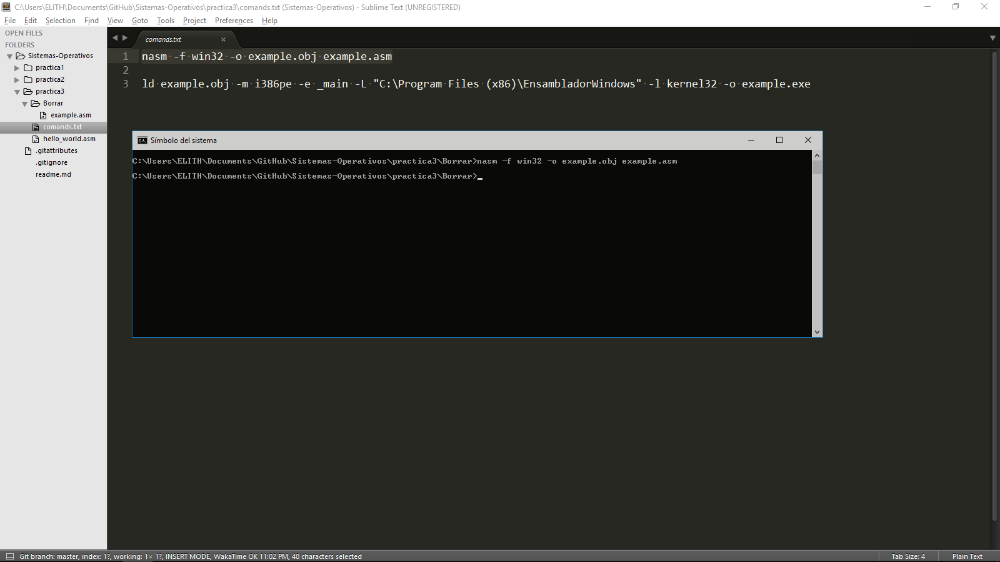 C:\Users\ELITH\Documents\GitHub\Sistemas-Operativos\practica3\comands.txt (Sistemas-Operativos) - Sublime Text (UNREGISTERED)
File Edit Selection Find View Goto Tools Project Preferences Help
OPEN FILES
FOLDERS
Sistemas-Operativos
practica1
practica2
practica3
Borrar
example.asm
comands.txt
hello_world.asm
.gitattributes
.gitignore
readme.md
comands.txt
1 nasm -f win32 -o example.obj example.asm
2
3 ld example.obj -m i386pe -e _main -L "C:\Program Files (x86)\EnsambladorWindows" -l kernel32 -o example.exe
Símbolo del sistema
C:\Users\ELITH\Documents\GitHub\Sistemas-Operativos\practica3\Borrar>nasm -f win32 -o example.obj example.asm
C:\Users\ELITH\Documents\GitHub\Sistemas-Operativos\practica3\Borrar>_
Git branch: master, index: 1?, working: 1× 1?, INSERT MODE, WakaTime OK 11:02 PM, 40 characters selected
Tab Size: 4
Plain Text